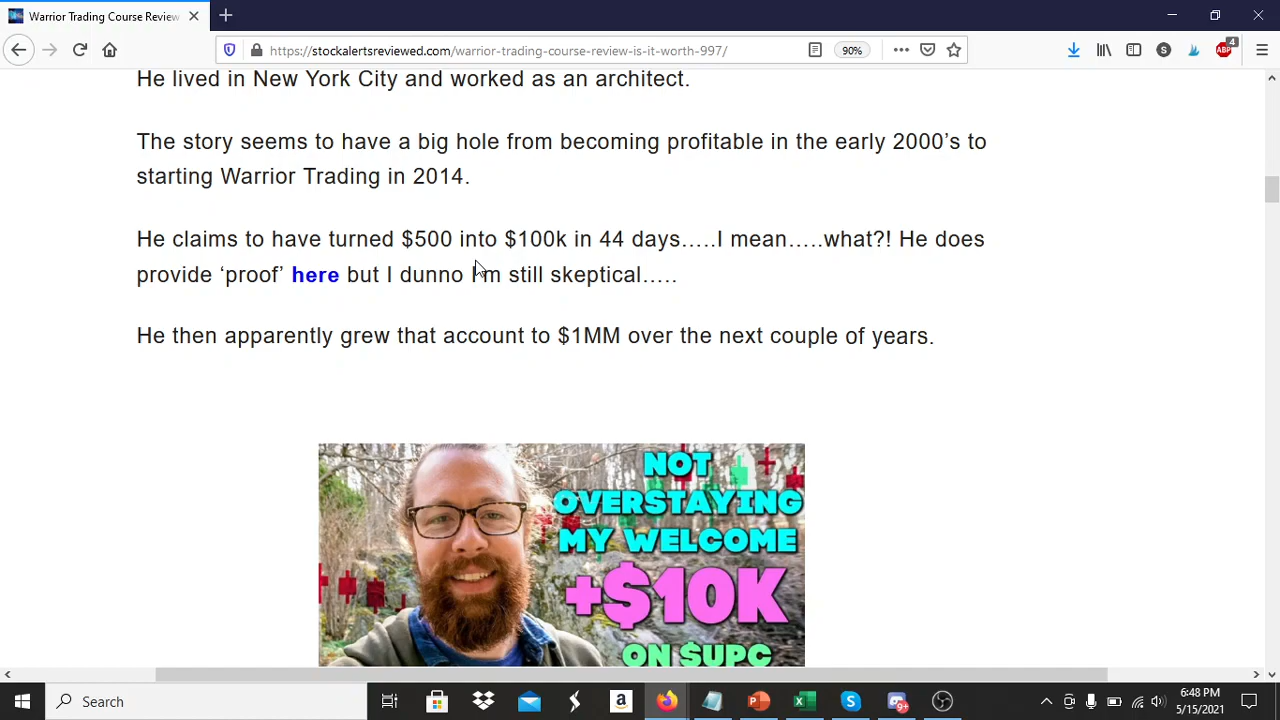 Warrior Trading Course Review
https://stockalertsreviewed.com/warrior-trading-course-review-is-it-worth-997/
90%
S
ABP
4
He lived in New York City and worked as an architect.
The story seems to have a big hole from becoming profitable in the early 2000's to
starting Warrior Trading in 2014.
He claims to have turned $500 into $100k in 44 days…..I mean…..what?! He does
provide 'proof' here but I dunno I'm still skeptical…..
He then apparently grew that account to $1MM over the next couple of years.
NOT
OVERSTAYING
MY WELCOME
+$10K
ON $UPC
Search
a
9+
6:48 PM
5/15/2021